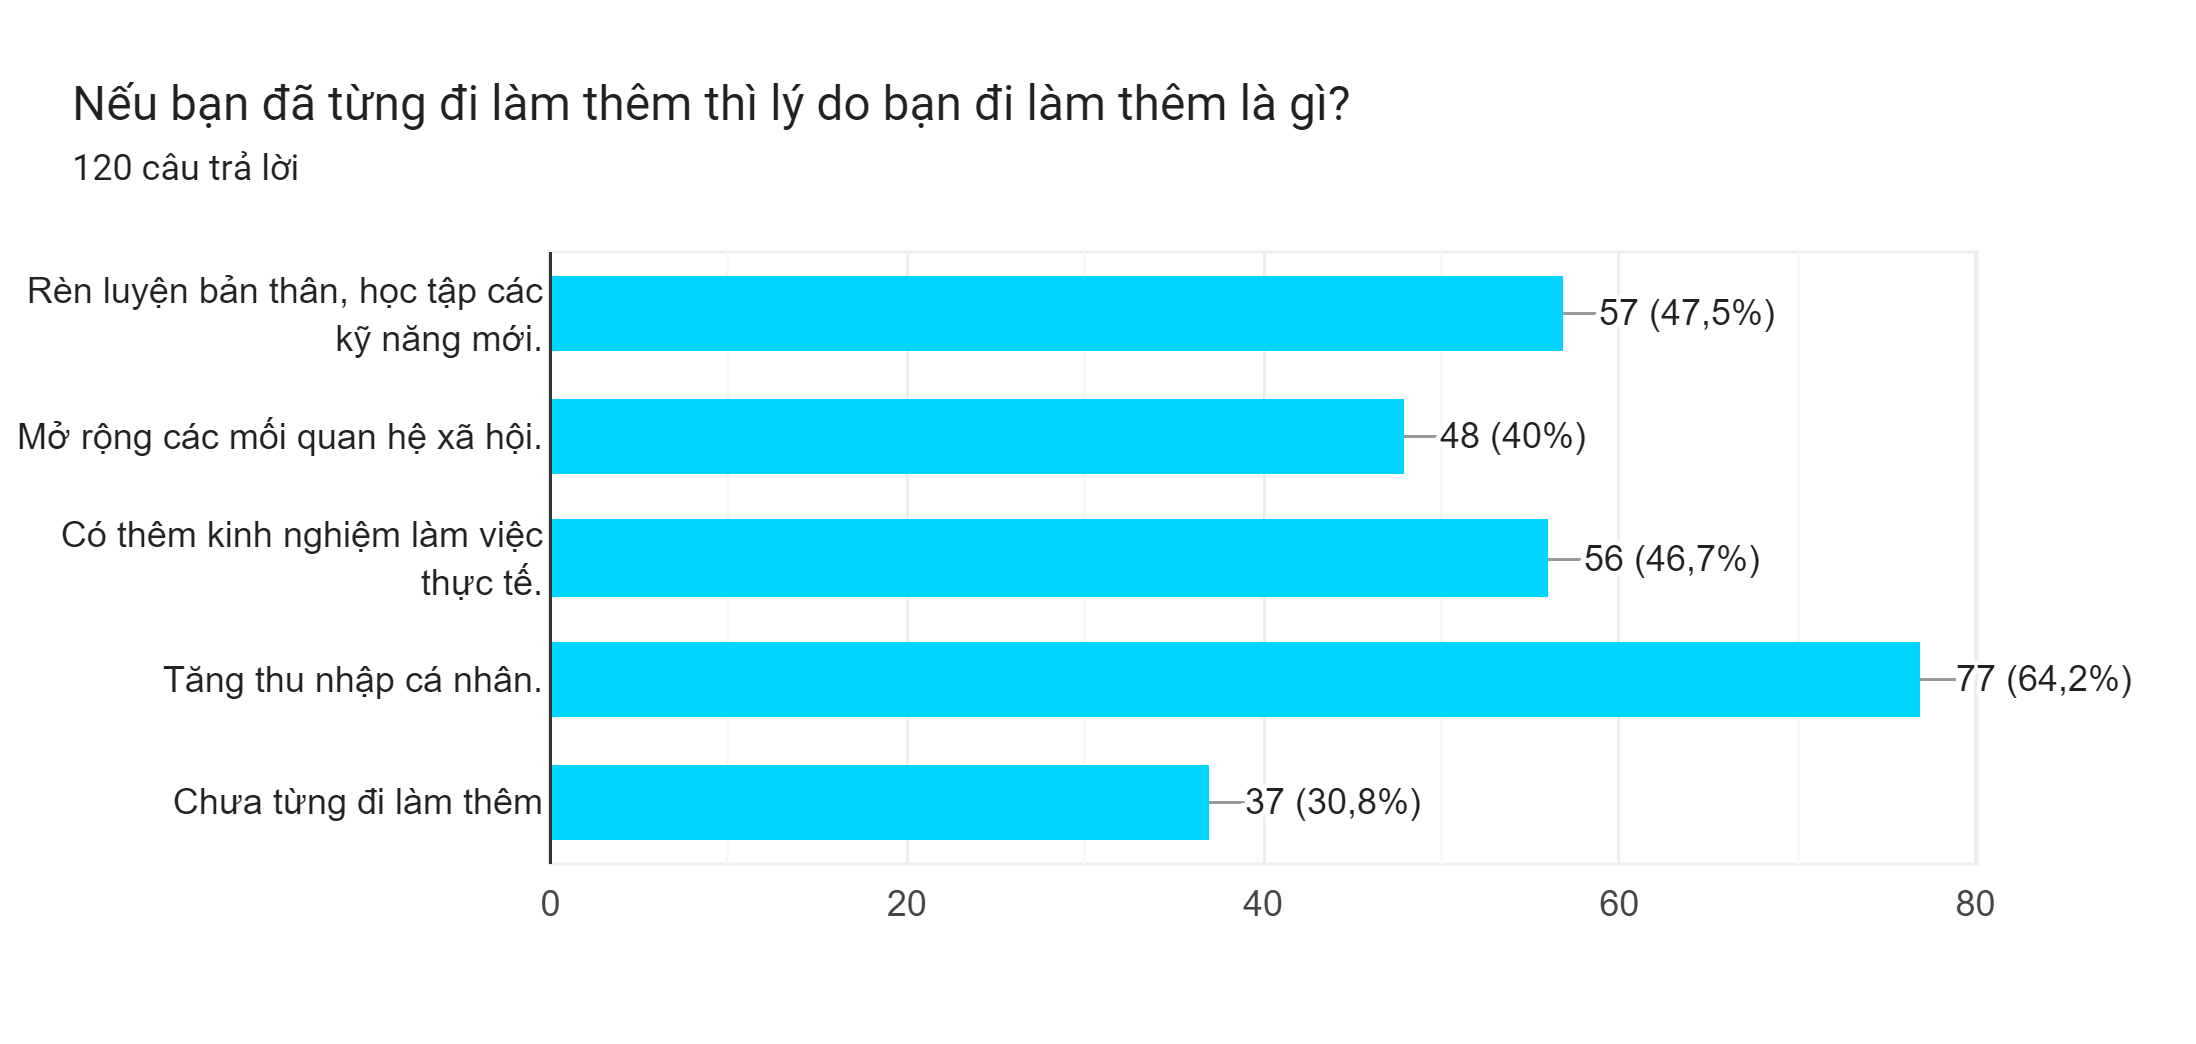 Nếu bạn đã từng đi làm thêm thì lý do bạn đi làm thêm là gì?
120 câu trả lời
Rèn luyện bản thân, học tập các
kỹ năng mới.
57 (47,5%)
Mở rộng các mối quan hệ xã hội.
48 (40%)
Có thêm kinh nghiệm làm việc
thực tế.
56 (46,7%)
Tăng thu nhập cá nhân.
77 (64,2%)
Chưa từng đi làm thêm
37 (30,8%)
0 20 40 60 80